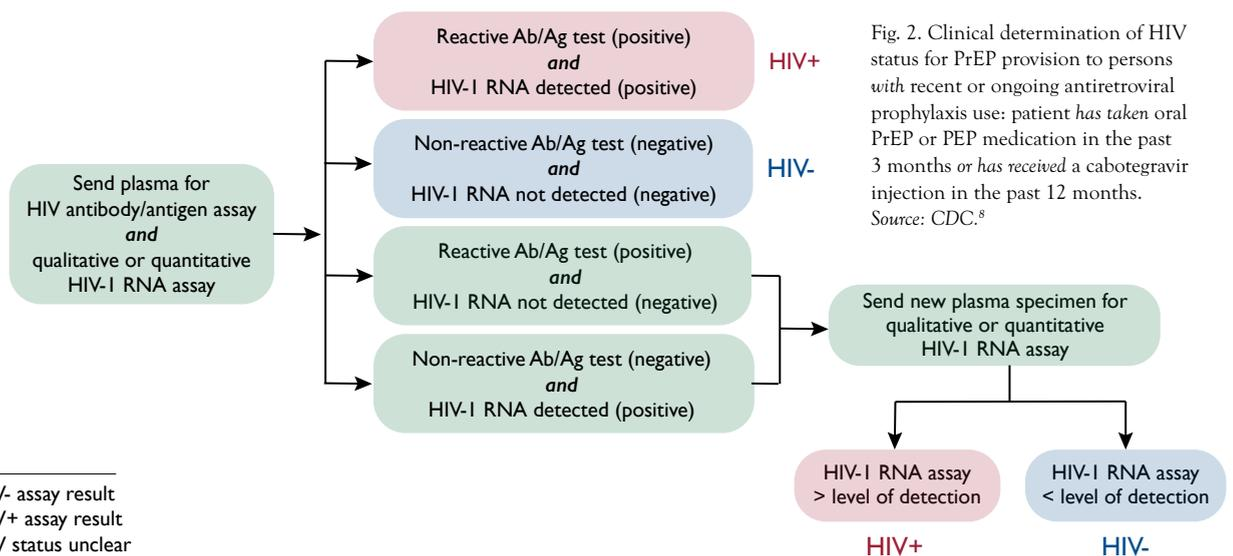 Reactive Ab/Ag test (positive)
and
HIV-1 RNA detected (positive)
HIV+
Non-reactive Ab/Ag test (negative)
and
HIV-1 RNA not detected (negative)
HIV-
Fig. 2. Clinical determination of HIV
status for PrEP provision to persons
with recent or ongoing antiretroviral
prophylaxis use: patient has taken oral
PrEP or PEP medication in the past
3 months or has received a cabotegravir
injection in the past 12 months.
Source: CDC.⁸
Send plasma for
HIV antibody/antigen assay
and
qualitative or quantitative
HIV-1 RNA assay
Reactive Ab/Ag test (positive)
and
HIV-1 RNA not detected (negative)
Non-reactive Ab/Ag test (negative)
and
HIV-1 RNA detected (positive)
Send new plasma specimen for
qualitative or quantitative
HIV-1 RNA assay
HIV-1 RNA assay
> level of detection
HIV+
HIV-1 RNA assay
< level of detection
HIV-
- assay result
+ assay result
status unclear